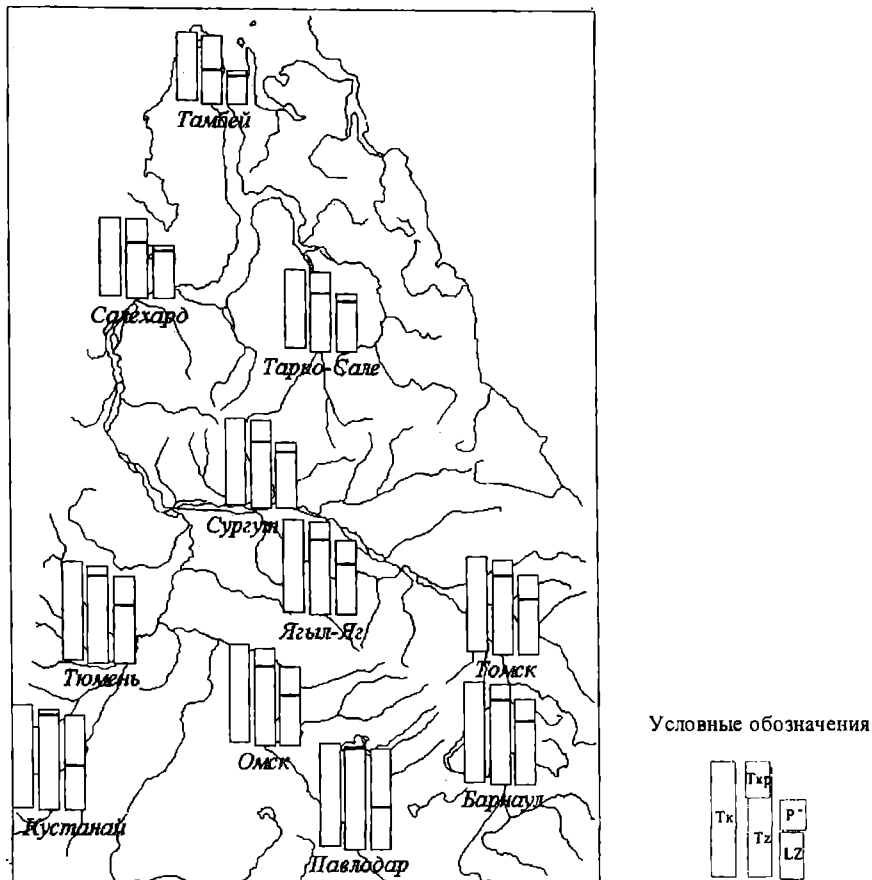 Тамбей
Салехард
Тарко-Сале
Сургут
Ягыл-Яг
Тюмень
Томск
Омск
Барнаул
Кустанай
Павлодар
Условные обозначения
Ткр
Тк
Tz
P-
LZ